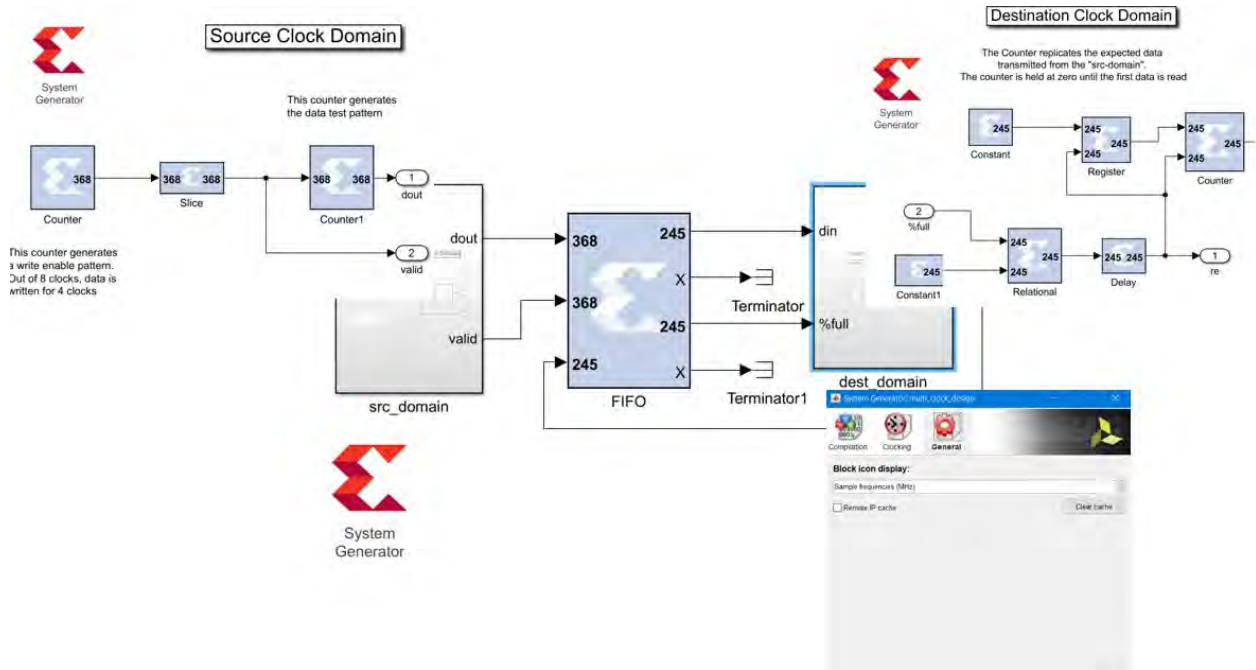 Source Clock Domain
System
Generator
This counter generates
the data test pattern
368
Counter
368 368
Slice
368 368
Counter1
1
dout
2
valid
This counter generates
a write enable pattern.
Out of 8 clocks, data is
written for 4 clocks
dout
valid
src_domain
368
368
245
245
X
245
X
FIFO
Terminator
Terminator1
din
%full
dest_domain
System
Generator
Destination Clock Domain
The Counter replicates the expected data
transmitted from the "src-domain".
The counter is held at zero until the first data is read
System
Generator
245
Constant
245
245
245
Register
245
245
245
Counter
2
%full
245
Constant1
245
245
245
Relational
245 245
Delay
1
re
System Generator: multi_clock_design
Compilation
Clocking
General
Block icon display:
Sample frequencies (MHz)
Remote IP cache
Clear cache